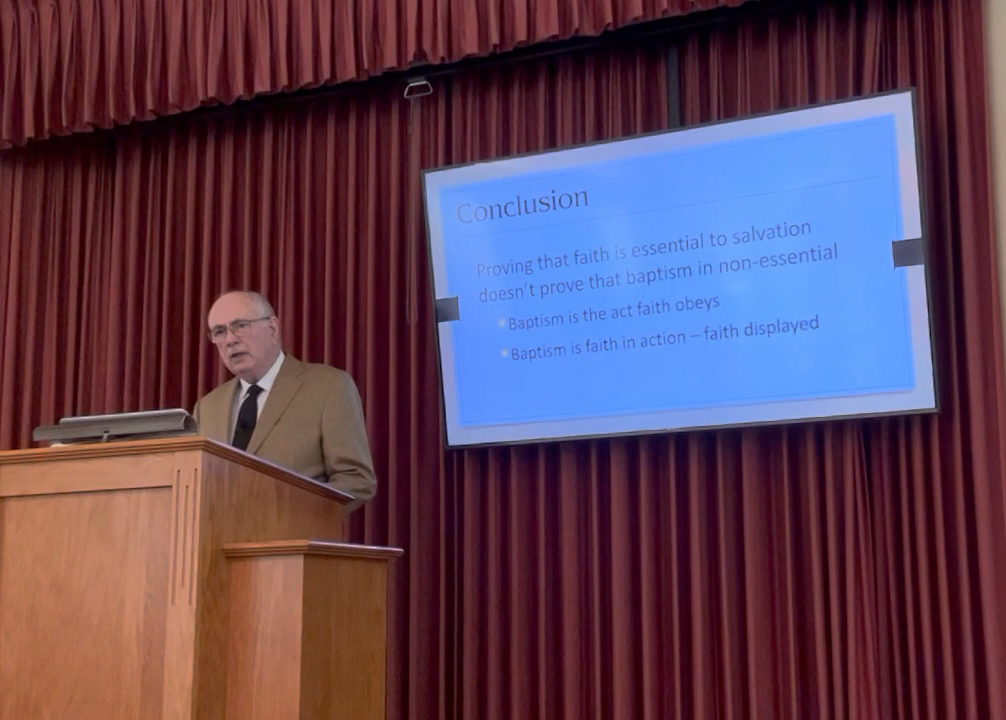 Conclusion
Proving that faith is essential to salvation
doesn't prove that baptism in non-essential
Baptism is the act faith obeys
Baptism is faith in action – faith displayed